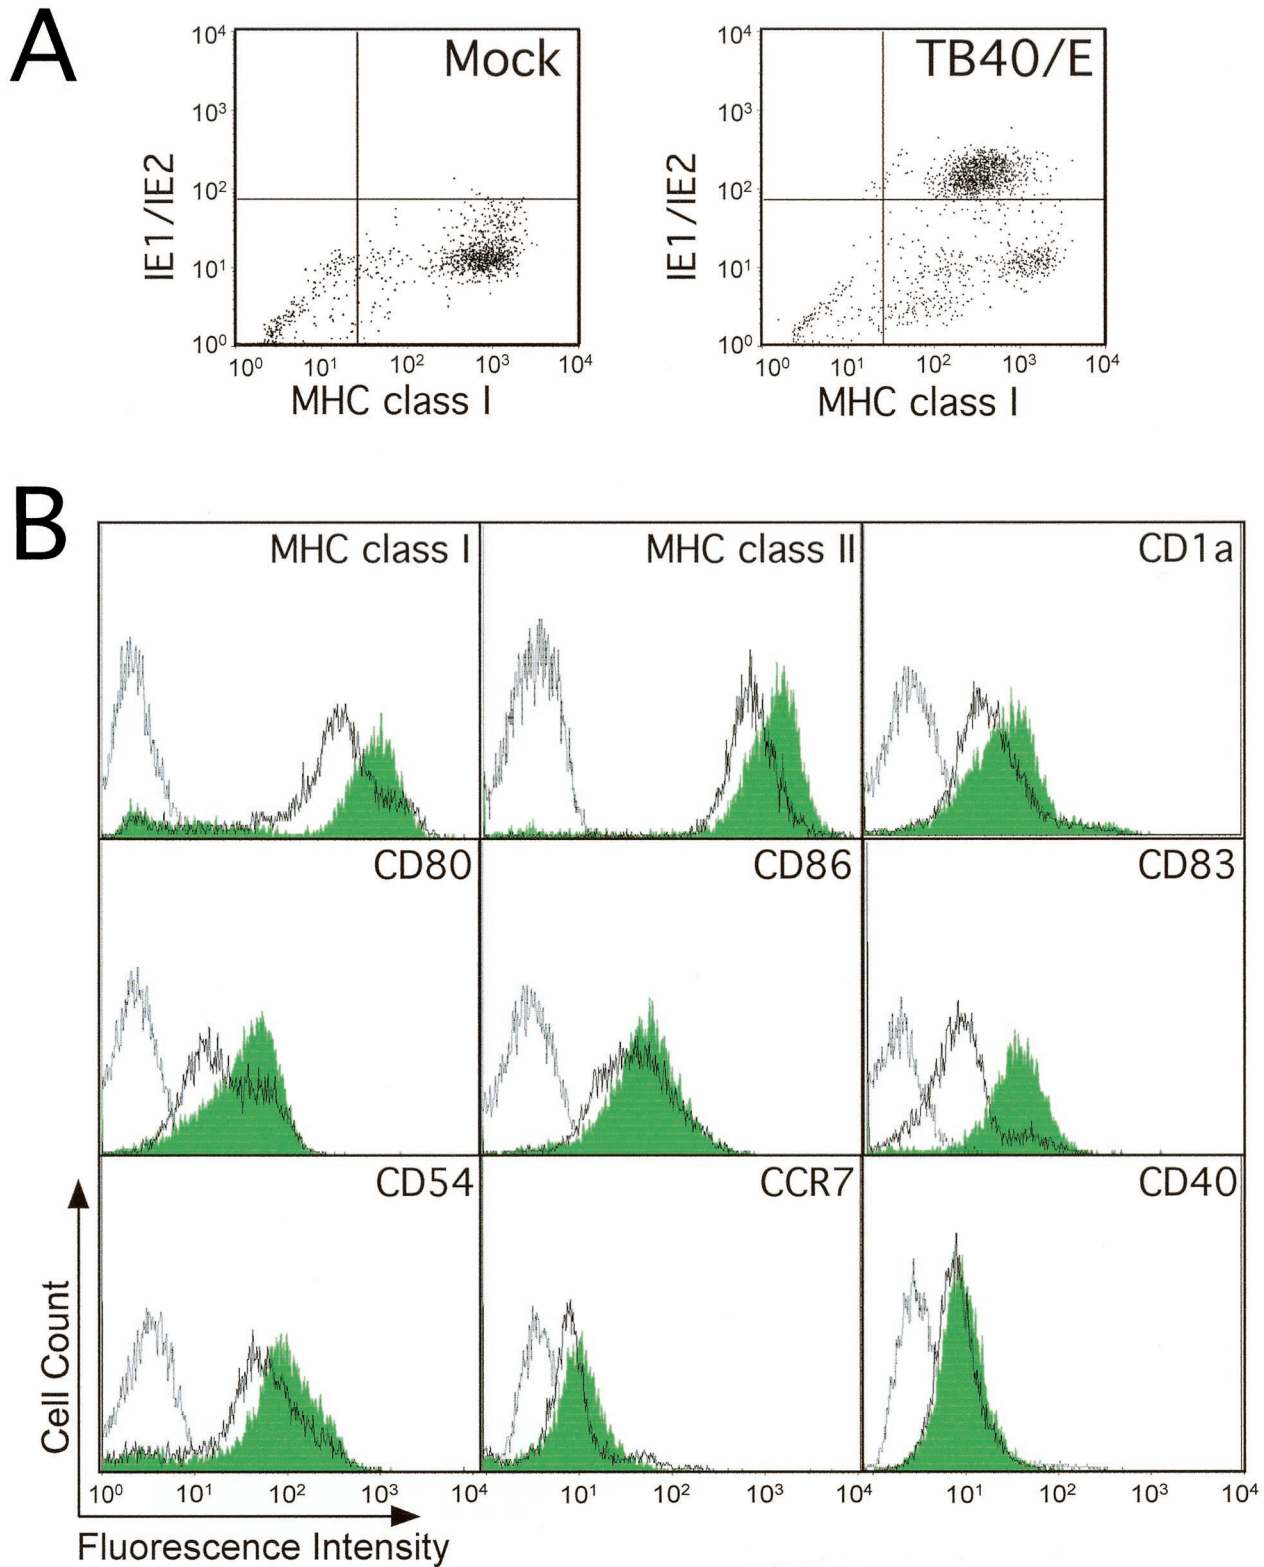 A
Mock
TB40/E
10⁴
10³
10²
10¹
10⁰
IE1/IE2
10⁰ 10¹ 10² 10³ 10⁴
MHC class I
10⁴
10³
10²
10¹
10⁰
IE1/IE2
10⁰ 10¹ 10² 10³ 10⁴
MHC class I
B
MHC class I
MHC class II
CD1a
CD80
CD86
CD83
CD54
CCR7
CD40
Cell Count
10⁰ 10¹ 10² 10³ 10⁴ 10¹ 10² 10³ 10⁴ 10¹ 10² 10³ 10⁴
Fluorescence Intensity